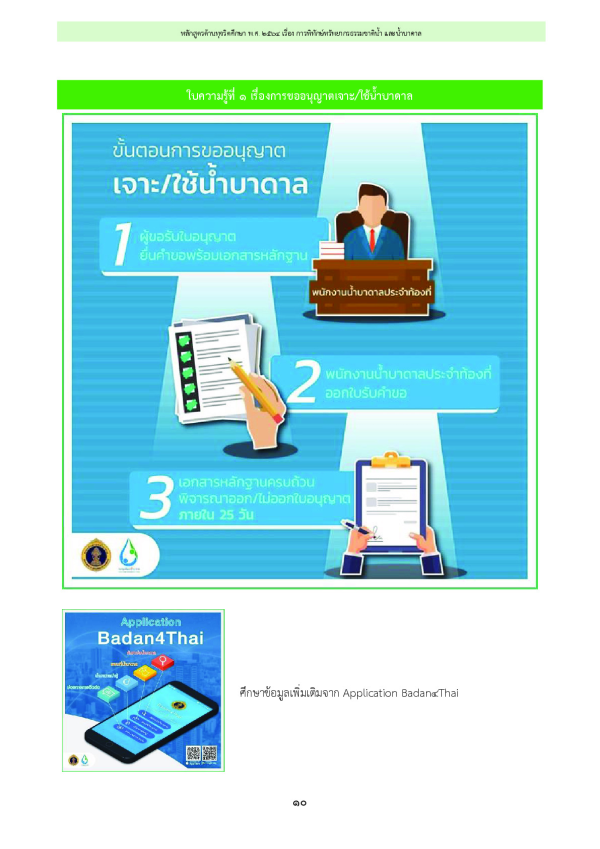 หลักสูตรต้านทุจริตศึกษา พ.ศ. ๒๕๖๔ เรื่อง การพิทักษ์ทรัพยากรธรรมชาติน้ำ และน้ำบาดาล
ใบความรู้ที่ ๑ เรื่องการขออนุญาตเจาะ/ใช้น้ำบาดาล
ขั้นตอนการขออนุญาต
เจาะ/ใช้น้ำบาดาล
1 ผู้ขอรับใบอนุญาต
ยื่นคำขอพร้อมเอกสารหลักฐาน
พนักงานน้ำบาดาลประจำท้องที่
2 พนักงานน้ำบาดาลประจำท้องที่
ออกใบรับคำขอ
3 เอกสารหลักฐานครบถ้วน
พิจารณาออก/ไม่ออกใบอนุญาต
ภายใน 25 วัน
Application
Badan4Thai
ศึกษาข้อมูลเพิ่มเติมจาก Application Badan๔Thai
๑๐